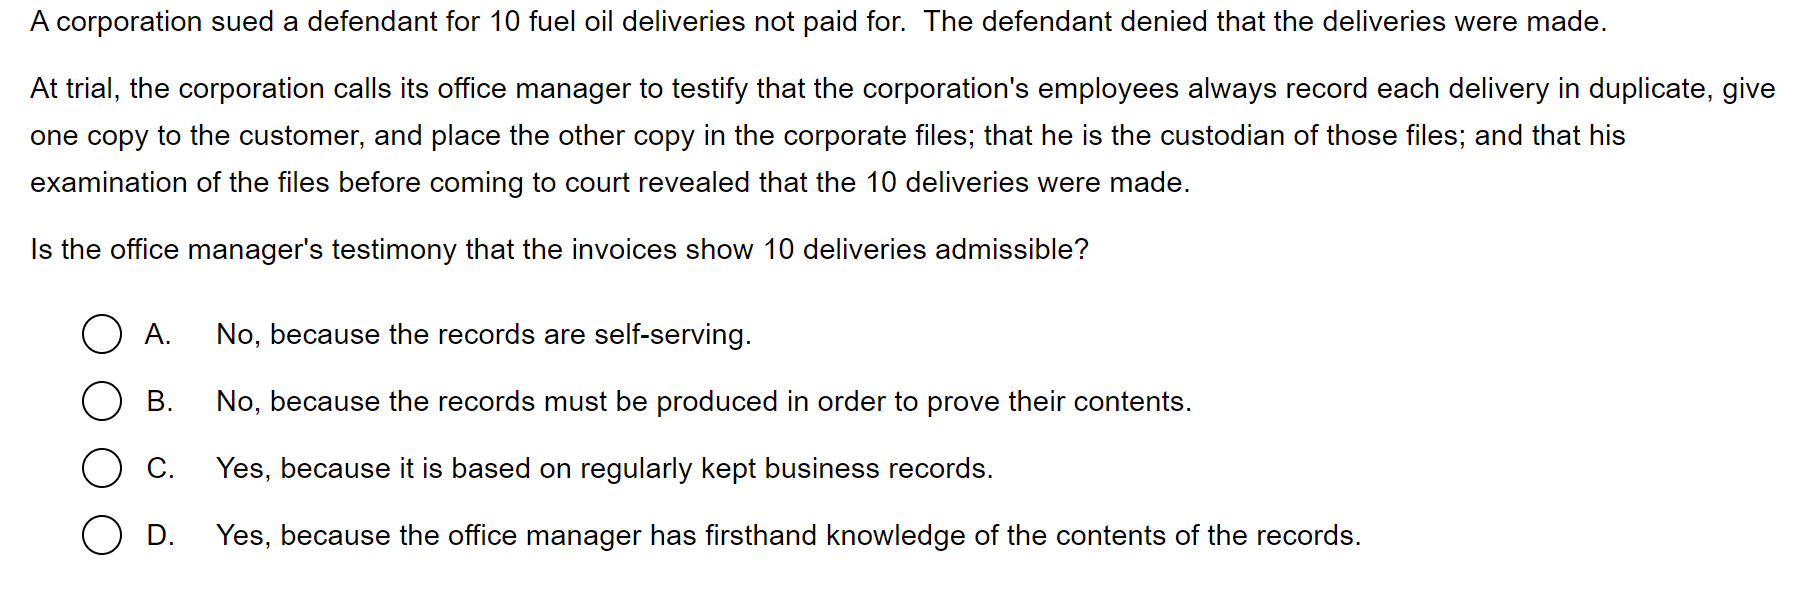 A corporation sued a defendant for 10 fuel oil deliveries not paid for.  The defendant denied that the deliveries were made.
At trial, the corporation calls its office manager to testify that the corporation's employees always record each delivery in duplicate, give
one copy to the customer, and place the other copy in the corporate files; that he is the custodian of those files; and that his
examination of the files before coming to court revealed that the 10 deliveries were made.
Is the office manager's testimony that the invoices show 10 deliveries admissible?
A. No, because the records are self-serving.
B. No, because the records must be produced in order to prove their contents.
C. Yes, because it is based on regularly kept business records.
D. Yes, because the office manager has firsthand knowledge of the contents of the records.